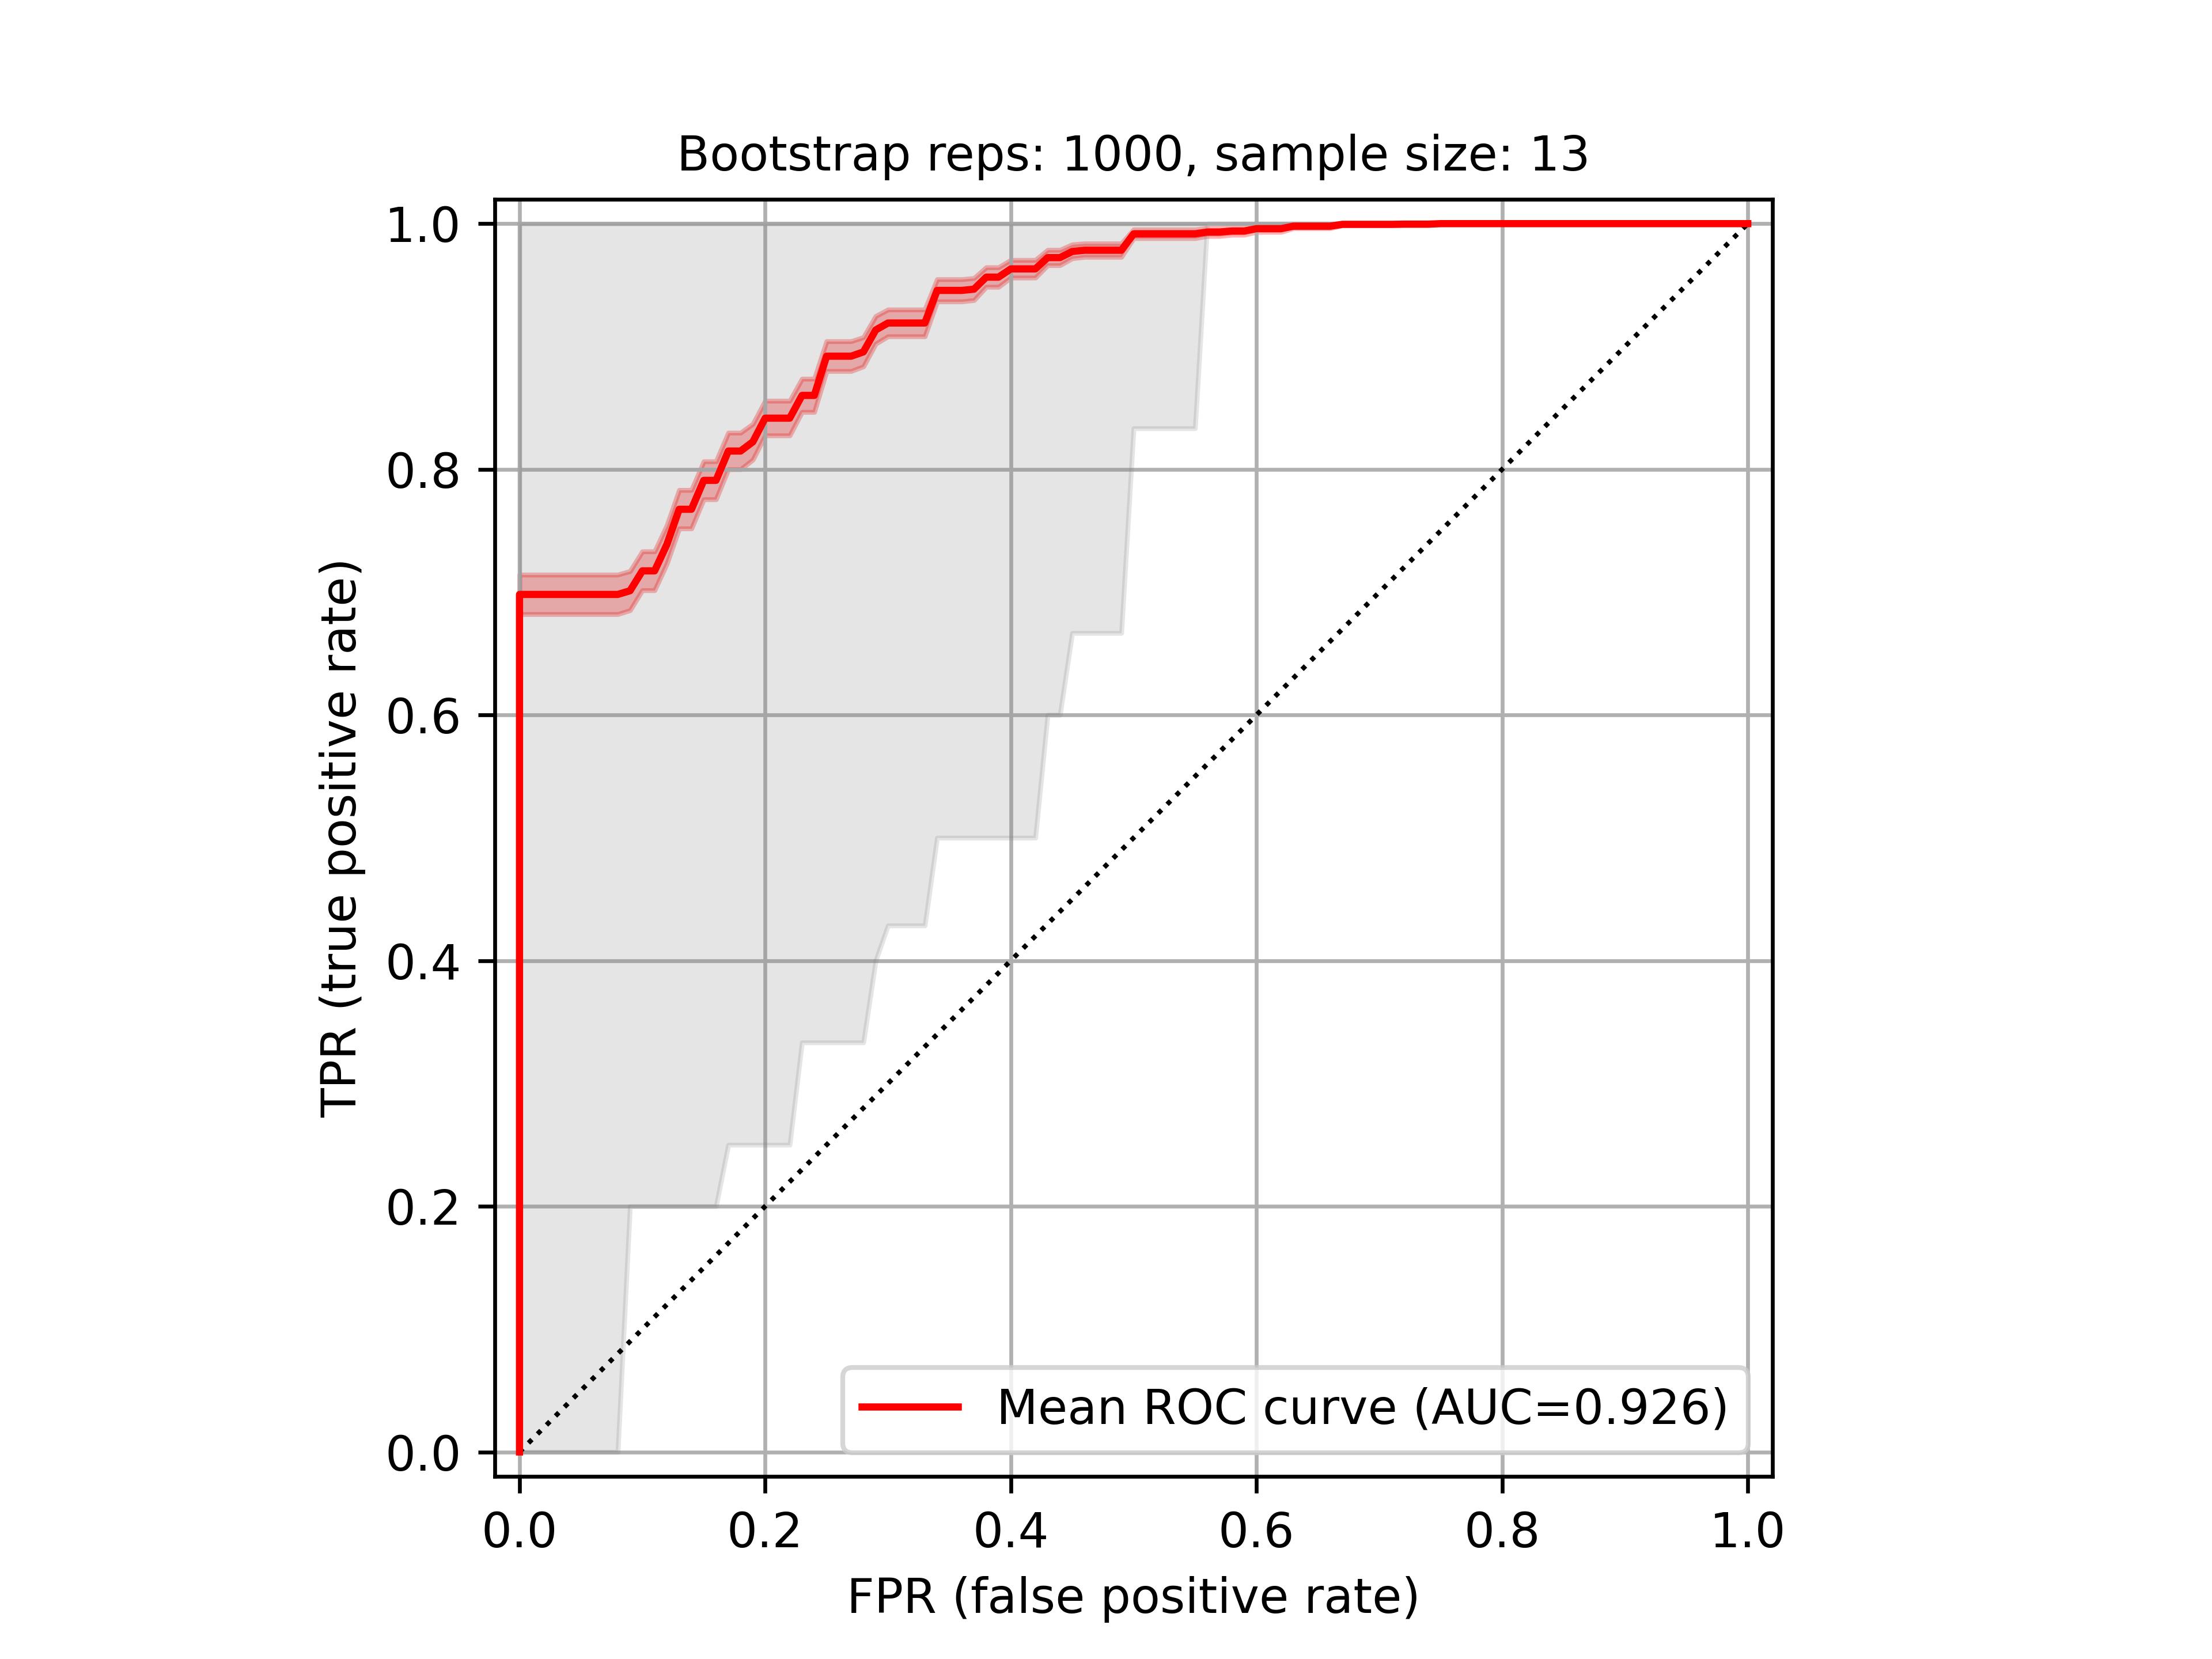 Bootstrap reps: 1000, sample size: 13
1.0
0.8
0.6
0.4
0.2
0.0
TPR (true positive rate)
Mean ROC curve (AUC=0.926)
0.0 0.2 0.4 0.6 0.8 1.0
FPR (false positive rate)